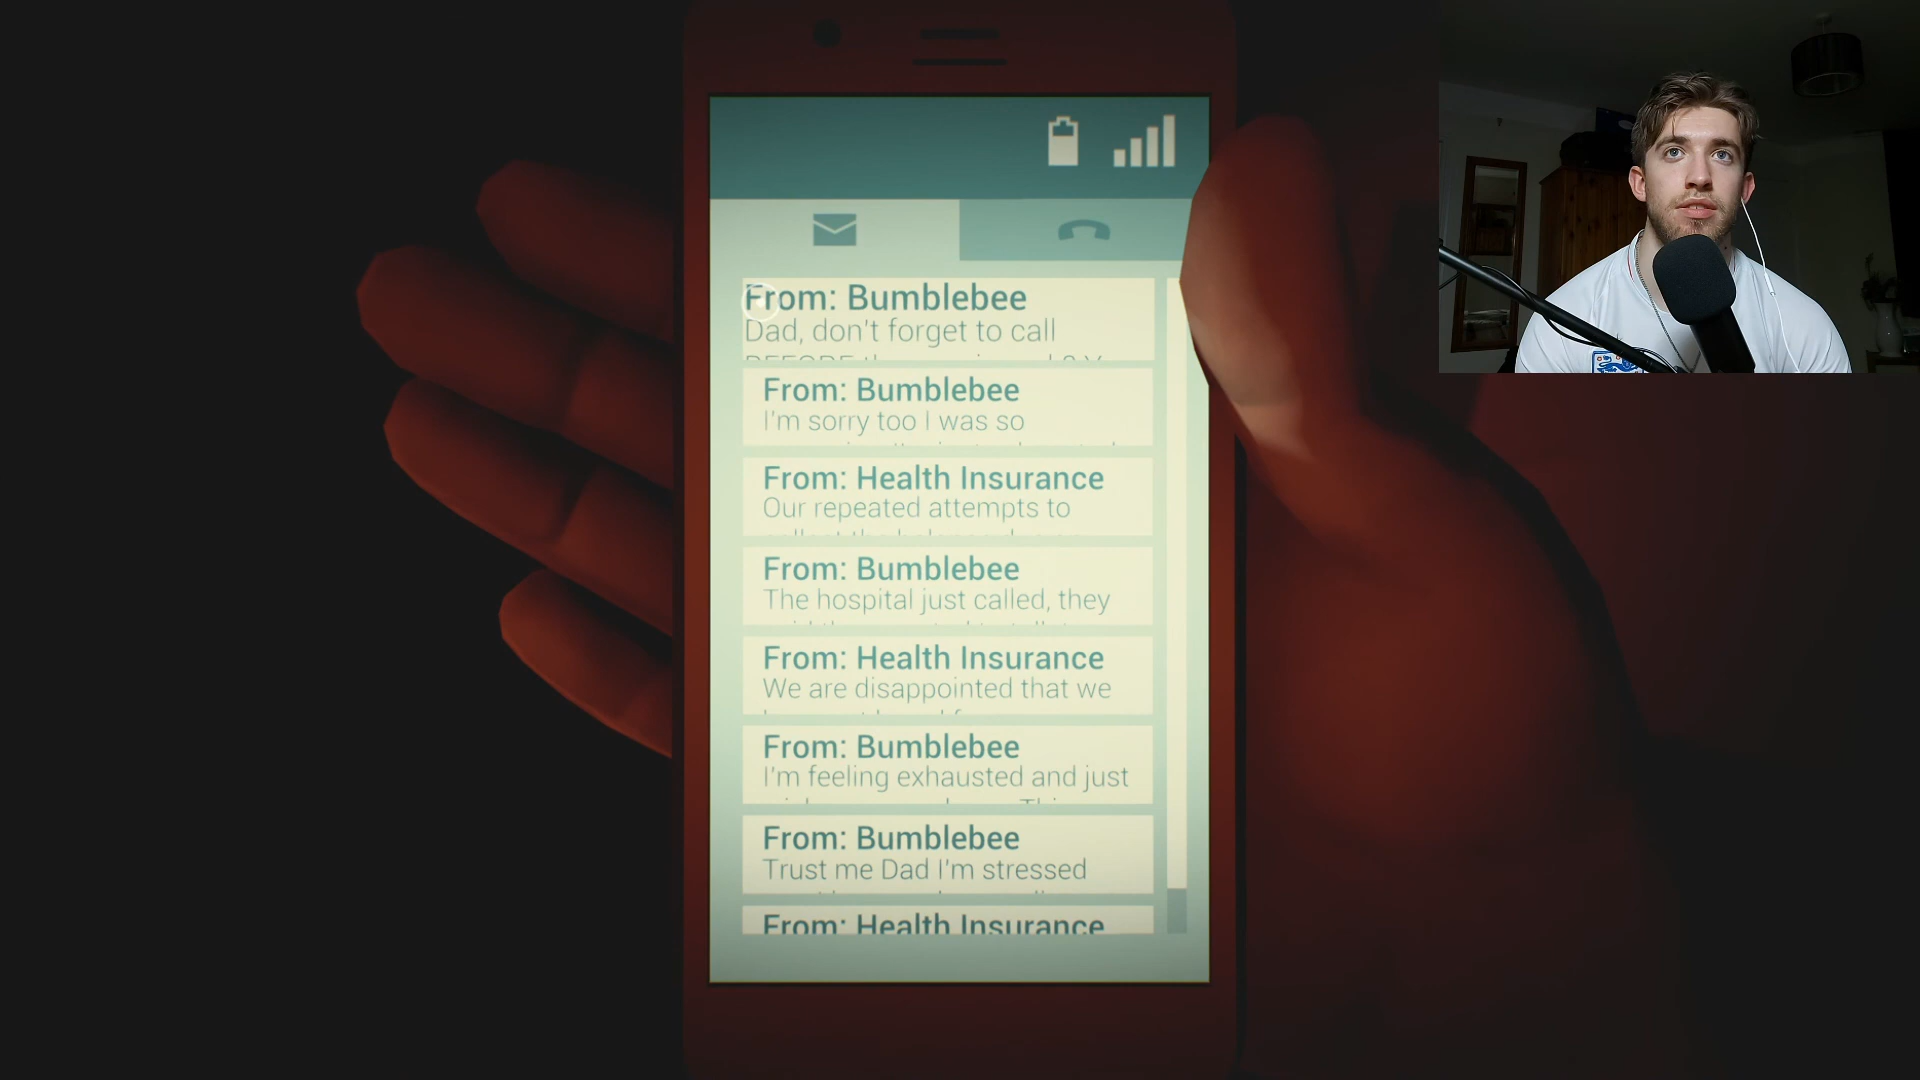 From: Bumblebee
Dad, don't forget to call
From: Bumblebee
I'm sorry too I was so
From: Health Insurance
Our repeated attempts to
From: Bumblebee
The hospital just called, they
From: Health Insurance
We are disappointed that we
From: Bumblebee
I'm feeling exhausted and just
From: Bumblebee
Trust me Dad I'm stressed
From: Health Insurance